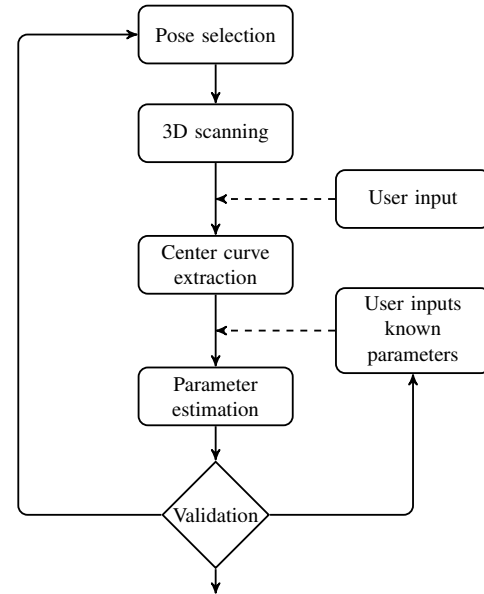 Pose selection
3D scanning
User input
Center curve
extraction
User inputs
known
parameters
Parameter
estimation
Validation